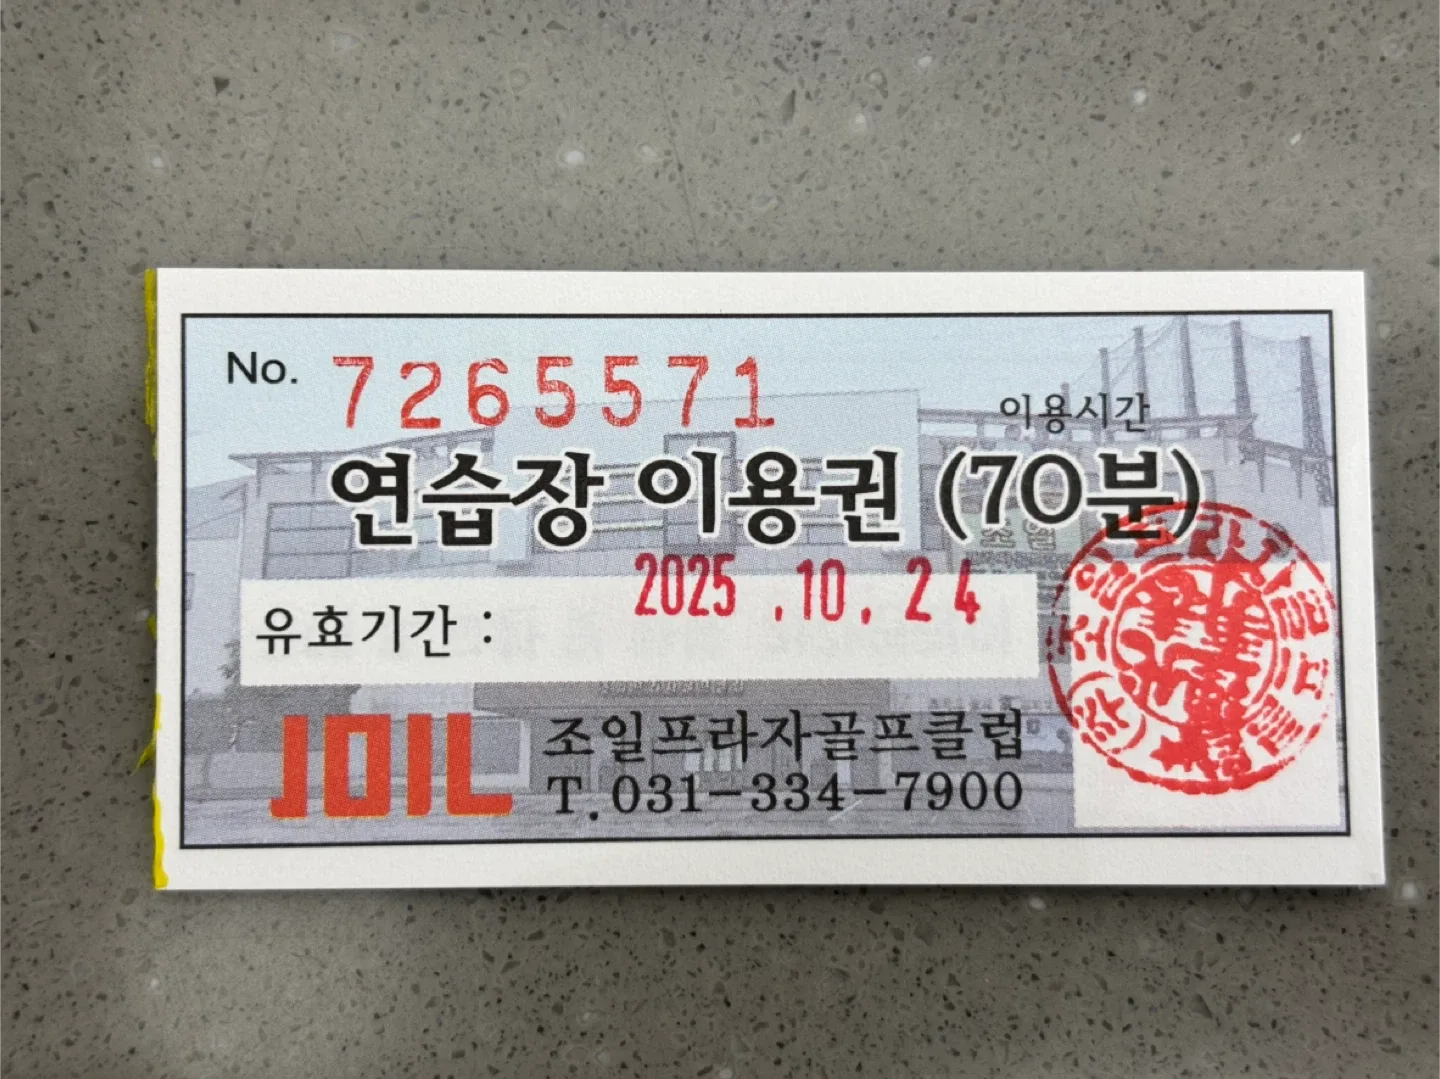 No. 7265571
이용시간
연습장 이용권 (70분)
2025 .10. 24
유효기간 :
JOIL
조일프라자골프클럽
T. 031-334-7900